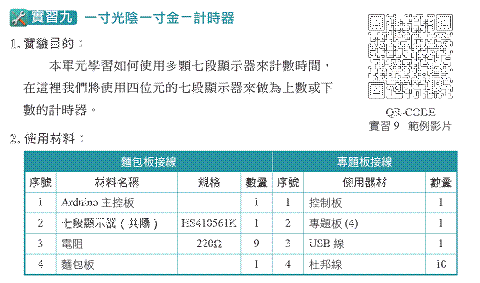 實習九 一寸光陰一寸金－計時器
1. 實驗目的：
本單元學習如何使用多顆七段顯示器來計數時間，
在這裡我們將使用四位元的七段顯示器來做為上數或下
數的計時器。
QR-CODE
實習 9 範例影片
2. 使用材料：
麵包板接線 專題板接線
序號 材料名稱 規格 數量 序號 使用器材 數量
1 Arduino 主控板 1 1 控制板 1
2 七段顯示器（共陽） HS410561K 1 2 專題板 (4) 1
3 電阻 220Ω 9 3 USB 線 1
4 麵包板 1 4 杜邦線 10